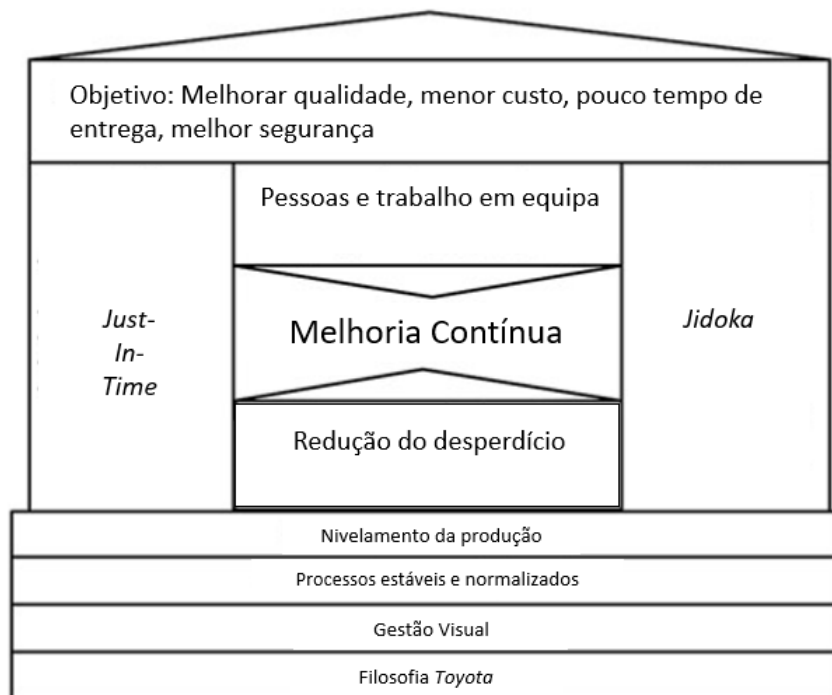 Objetivo: Melhorar qualidade, menor custo, pouco tempo de
entrega, melhor segurança
Pessoas e trabalho em equipa
Just-
In-
Time
Melhoria Contínua
Jidoka
Redução do desperdício
Nivelamento da produção
Processos estáveis e normalizados
Gestão Visual
Filosofia Toyota